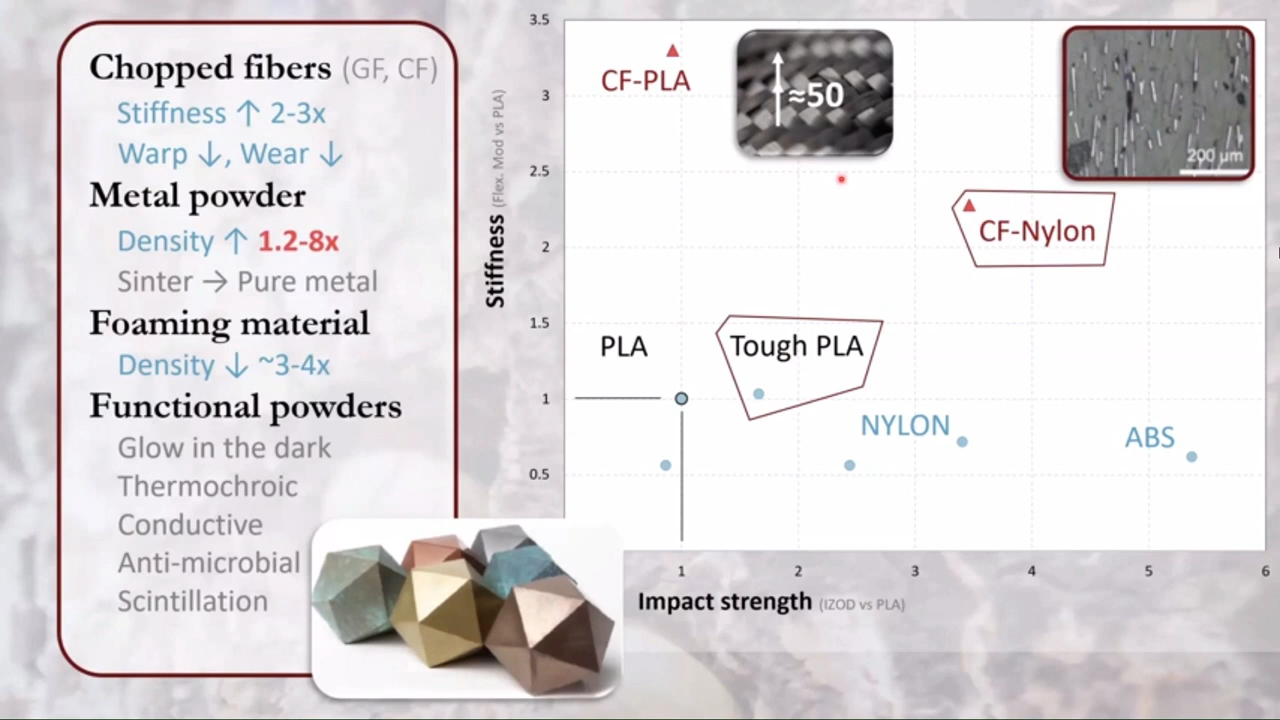 Chopped fibers (GF, CF)
Stiffness ↑ 2-3x
Warp ↓, Wear ↓
Metal powder
Density ↑ 1.2-8x
Sinter → Pure metal
Foaming material
Density ↓ ~3-4x
Functional powders
Glow in the dark
Thermochroic
Conductive
Anti-microbial
Scintillation
Stiffness (Flex. Mod vs PLA)
3.5
3
2.5
2
1.5
1
0.5
CF-PLA
≈50
200 µm
CF-Nylon
PLA
Tough PLA
NYLON
ABS
1 2 3 4 5 6
Impact strength (IZOD vs PLA)